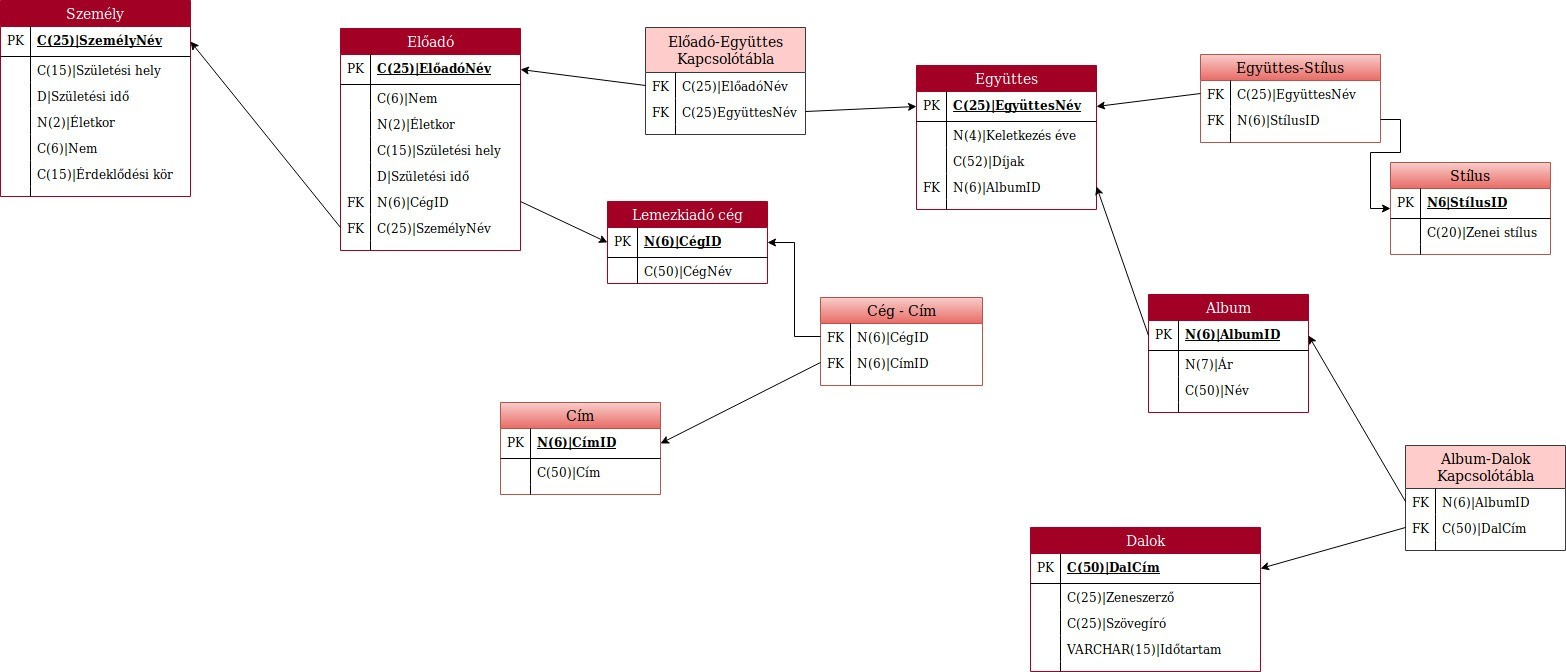 Személy
PK C(25)|SzemélyNév
C(15)|Születési hely
D|Születési idő
N(2)|Életkor
C(6)|Nem
C(15)|Érdeklődési kör
Előadó
PK C(25)|ElőadóNév
C(6)|Nem
N(2)|Életkor
C(15)|Születési hely
D|Születési idő
FK N(6)|CégID
FK C(25)|SzemélyNév
Előadó-Együttes
Kapcsolótábla
FK C(25)|ElőadóNév
FK C(25)EgyüttesNév
Együttes
PK C(25)|EgyüttesNév
N(4)|Keletkezés éve
C(52)|Díjak
FK N(6)|AlbumID
Együttes-Stílus
FK C(25)|EgyüttesNév
FK N(6)|StílusID
Stílus
PK N6|StílusID
C(20)|Zenei stílus
Lemezkiadó cég
PK N(6)|CégID
C(50)|CégNév
Cég - Cím
FK N(6)|CégID
FK N(6)|CímID
Album
PK N(6)|AlbumID
N(7)|Ár
C(50)|Név
Cím
PK N(6)|CímID
C(50)|Cím
Album-Dalok
Kapcsolótábla
FK N(6)|AlbumID
FK C(50)|DalCím
Dalok
PK C(50)|DalCím
C(25)|Zeneszerző
C(25)|Szövegíró
VARCHAR(15)|Időtartam